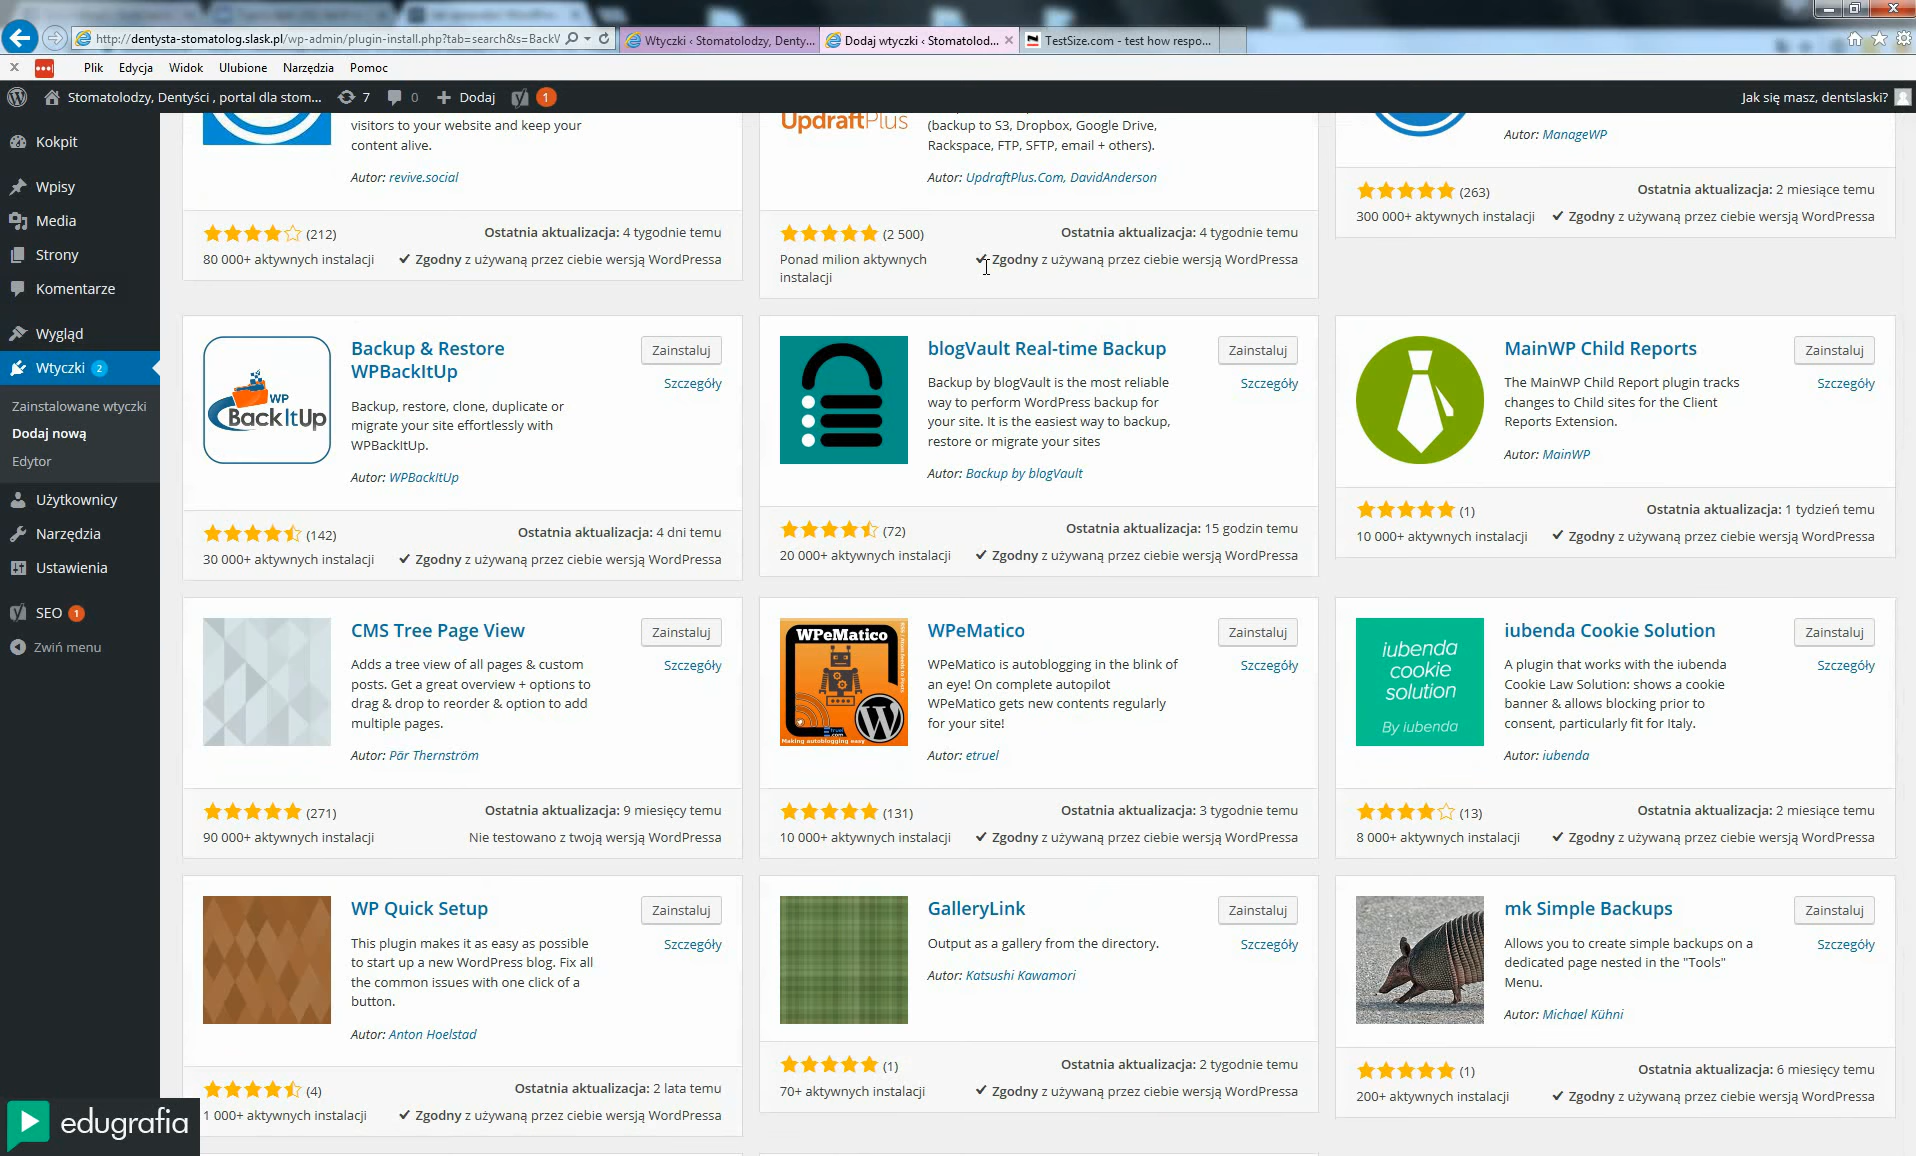 http://dentysta-stomatolog.slask.pl/wp-admin/plugin-install.php?tab=search&s=BackV
Wtyczki ‹ Stomatolodzy, Denty...
Dodaj wtyczki ‹ Stomatolod...
TestSize.com - test how respo...
Plik Edycja Widok Ulubione Narzędzia Pomoc
Stomatolodzy, Dentyści , portal dla stom... 7 0 Dodaj 1
Jak się masz, dentslaski?
Kokpit
Wpisy
Media
Strony
Komentarze
Wygląd
Wtyczki 2
Zainstalowane wtyczki
Dodaj nową
Edytor
Użytkownicy
Narzędzia
Ustawienia
SEO 1
Zwiń menu
visitors to your website and keep your
content alive.
Autor: revive.social
(212)
Ostatnia aktualizacja: 4 tygodnie temu
80 000+ aktywnych instalacji
Zgodny z używaną przez ciebie wersją WordPressa
UpdraftPlus
(backup to S3, Dropbox, Google Drive,
Rackspace, FTP, SFTP, email + others).
Autor: UpdraftPlus.Com, DavidAnderson
(2 500)
Ostatnia aktualizacja: 4 tygodnie temu
Ponad milion aktywnych
instalacji
Zgodny z używaną przez ciebie wersją WordPressa
Autor: ManageWP
(263)
Ostatnia aktualizacja: 2 miesiące temu
300 000+ aktywnych instalacji
Zgodny z używaną przez ciebie wersją WordPressa
WP
BackItUp
Backup & Restore
WPBackItUp
Zainstaluj
Szczegóły
Backup, restore, clone, duplicate or
migrate your site effortlessly with
WPBackItUp.
Autor: WPBackItUp
(142)
Ostatnia aktualizacja: 4 dni temu
30 000+ aktywnych instalacji
Zgodny z używaną przez ciebie wersją WordPressa
blogVault Real-time Backup
Zainstaluj
Szczegóły
Backup by blogVault is the most reliable
way to perform WordPress backup for
your site. It is the easiest way to backup,
restore or migrate your sites
Autor: Backup by blogVault
(72)
Ostatnia aktualizacja: 15 godzin temu
20 000+ aktywnych instalacji
Zgodny z używaną przez ciebie wersją WordPressa
MainWP Child Reports
Zainstaluj
Szczegóły
The MainWP Child Report plugin tracks
changes to Child sites for the Client
Reports Extension.
Autor: MainWP
(1)
Ostatnia aktualizacja: 1 tydzień temu
10 000+ aktywnych instalacji
Zgodny z używaną przez ciebie wersją WordPressa
CMS Tree Page View
Zainstaluj
Szczegóły
Adds a tree view of all pages & custom
posts. Get a great overview + options to
drag & drop to reorder & option to add
multiple pages.
Autor: Pär Thernström
(271)
Ostatnia aktualizacja: 9 miesięcy temu
90 000+ aktywnych instalacji
Nie testowano z twoją wersją WordPressa
WPeMatico
Making autoblogging easy
WPeMatico
Zainstaluj
Szczegóły
WPeMatico is autoblogging in the blink of
an eye! On complete autopilot
WPeMatico gets new contents regularly
for your site!
Autor: etruel
(131)
Ostatnia aktualizacja: 3 tygodnie temu
10 000+ aktywnych instalacji
Zgodny z używaną przez ciebie wersją WordPressa
iubenda
cookie
solution
By iubenda
iubenda Cookie Solution
Zainstaluj
Szczegóły
A plugin that works with the iubenda
Cookie Law Solution: shows a cookie
banner & allows blocking prior to
consent, particularly fit for Italy.
Autor: iubenda
(13)
Ostatnia aktualizacja: 2 miesiące temu
8 000+ aktywnych instalacji
Zgodny z używaną przez ciebie wersją WordPressa
WP Quick Setup
Zainstaluj
Szczegóły
This plugin makes it as easy as possible
to start up a new WordPress blog. Fix all
the common issues with one click of a
button.
Autor: Anton Hoelstad
(4)
Ostatnia aktualizacja: 2 lata temu
1 000+ aktywnych instalacji
Zgodny z używaną przez ciebie wersją WordPressa
GalleryLink
Zainstaluj
Szczegóły
Output as a gallery from the directory.
Autor: Katsushi Kawamori
(1)
Ostatnia aktualizacja: 2 tygodnie temu
70+ aktywnych instalacji
Zgodny z używaną przez ciebie wersją WordPressa
mk Simple Backups
Zainstaluj
Szczegóły
Allows you to create simple backups on a
dedicated page nested in the "Tools"
Menu.
Autor: Michael Kühni
(1)
Ostatnia aktualizacja: 6 miesięcy temu
200+ aktywnych instalacji
Zgodny z używaną przez ciebie wersją WordPressa
edugrafia